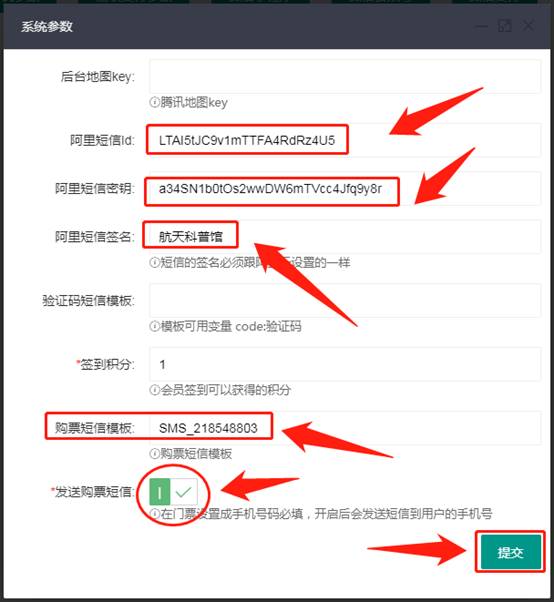 系统参数
后台地图key:
ⓘ腾讯地图key
阿里短信Id: LTAI5tJC9v1mTTFA4RdRz4U5
阿里短信密钥: a34SN1b0tOs2wwDW6mTVcc4Jfq9y8r
阿里短信签名: 航天科普馆
ⓘ短信的签名必须跟阿 设置的一样
验证码短信模板:
ⓘ模板可用变量 code:验证码
*签到积分: 1
ⓘ会员签到可以获得的积分
购票短信模板: SMS_218548803
ⓘ购票短信模板
*发送购票短信:
ⓘ在门票设置成手机号码必填，开启后会发送短信到用户的手机号
提交